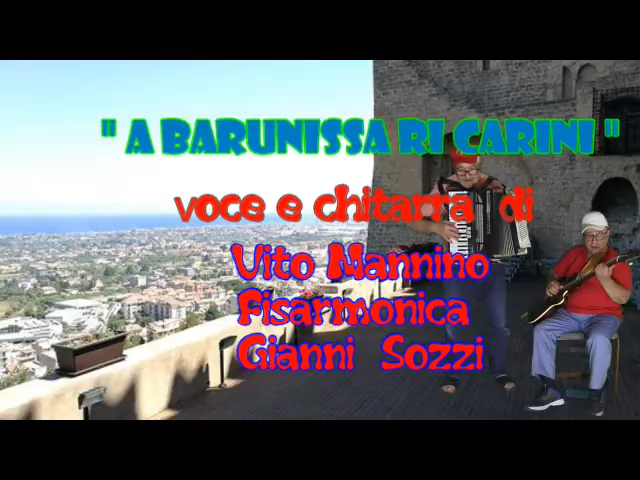 " A BARUNISSA RI CARINI "
voce e chitarra di
Vito Mannino
Fisarmonica
Gianni Sozzi